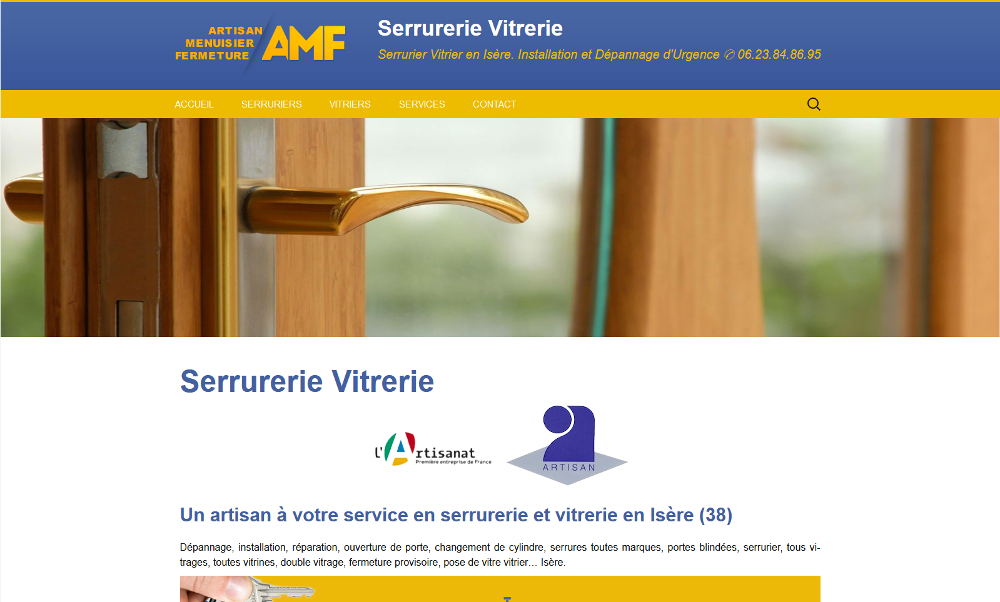 ARTISAN
MENUISIER
FERMETURE
AMF
Serrurerie Vitrerie
Serrurier Vitrier en Isère. Installation et Dépannage d'Urgence ✆ 06.23.84.86.95
ACCUEIL SERRURIERS VITRIERS SERVICES CONTACT
Serrurerie Vitrerie
l'Artisanat
Première entreprise de France
ARTISAN
Un artisan à votre service en serrurerie et vitrerie en Isère (38)
Dépannage, installation, réparation, ouverture de porte, changement de cylindre, serrures toutes marques, portes blindées, serrurier, tous vi-
trages, toutes vitrines, double vitrage, fermeture provisoire, pose de vitre vitrier… Isère.